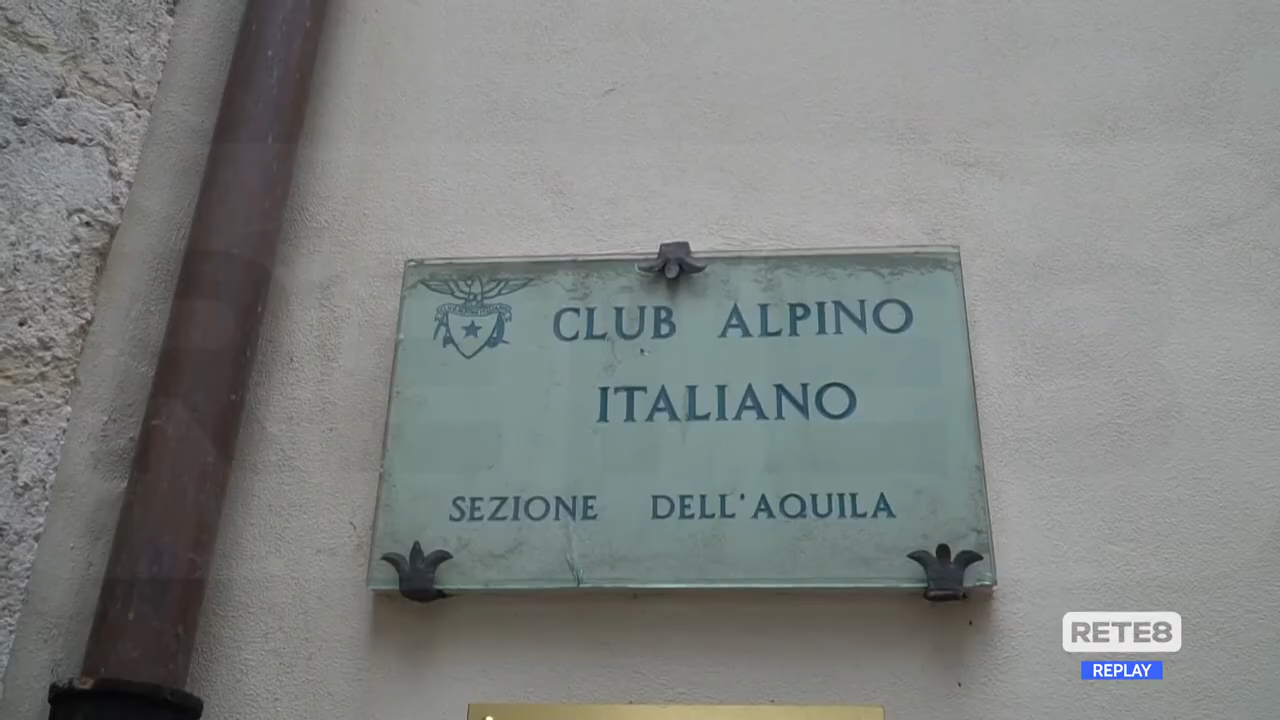 CLUB ALPINO
ITALIANO
SEZIONE DELL'AQUILA
RETE8
REPLAY